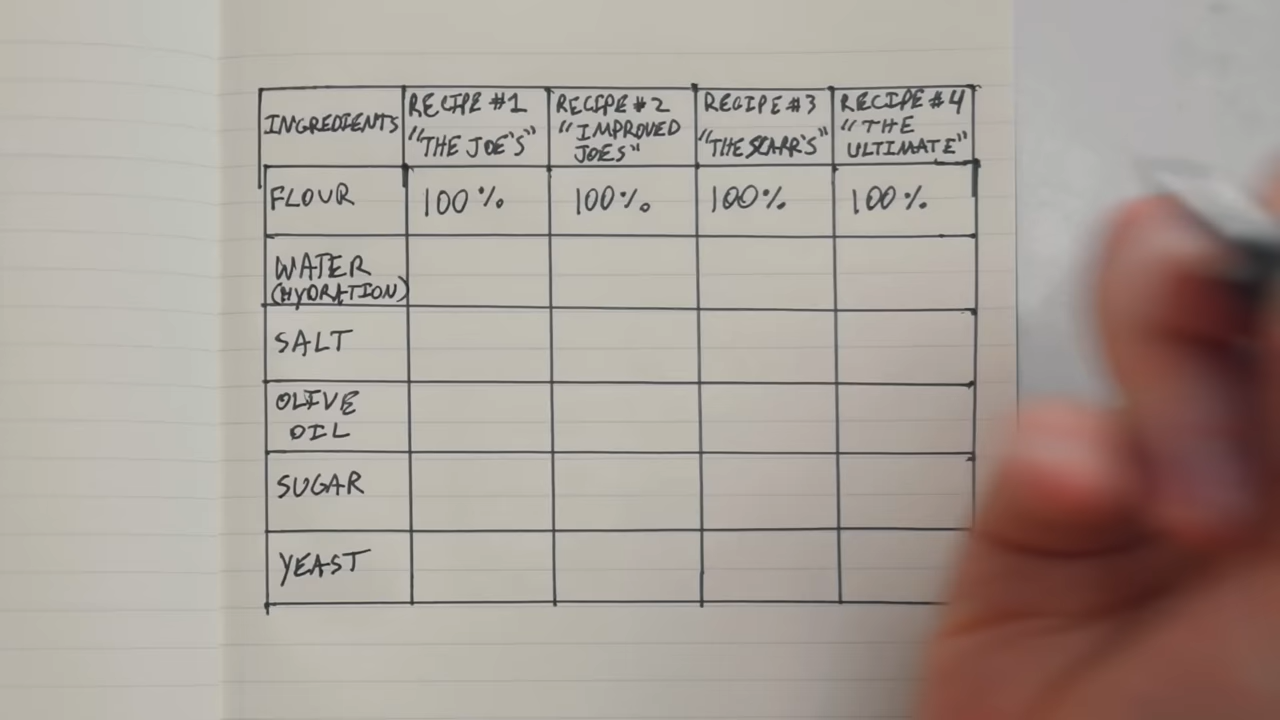 INGREDIENTS
RECIPE #1
"THE JOE'S"
RECIPE #2
"IMPROVED
JOES"
RECIPE #3
"THE SCARR'S"
RECIPE #4
"THE
ULTIMATE"
FLOUR 100% 100% 100% 100%
WATER
(HYDRATION)
SALT
OLIVE
OIL
SUGAR
YEAST